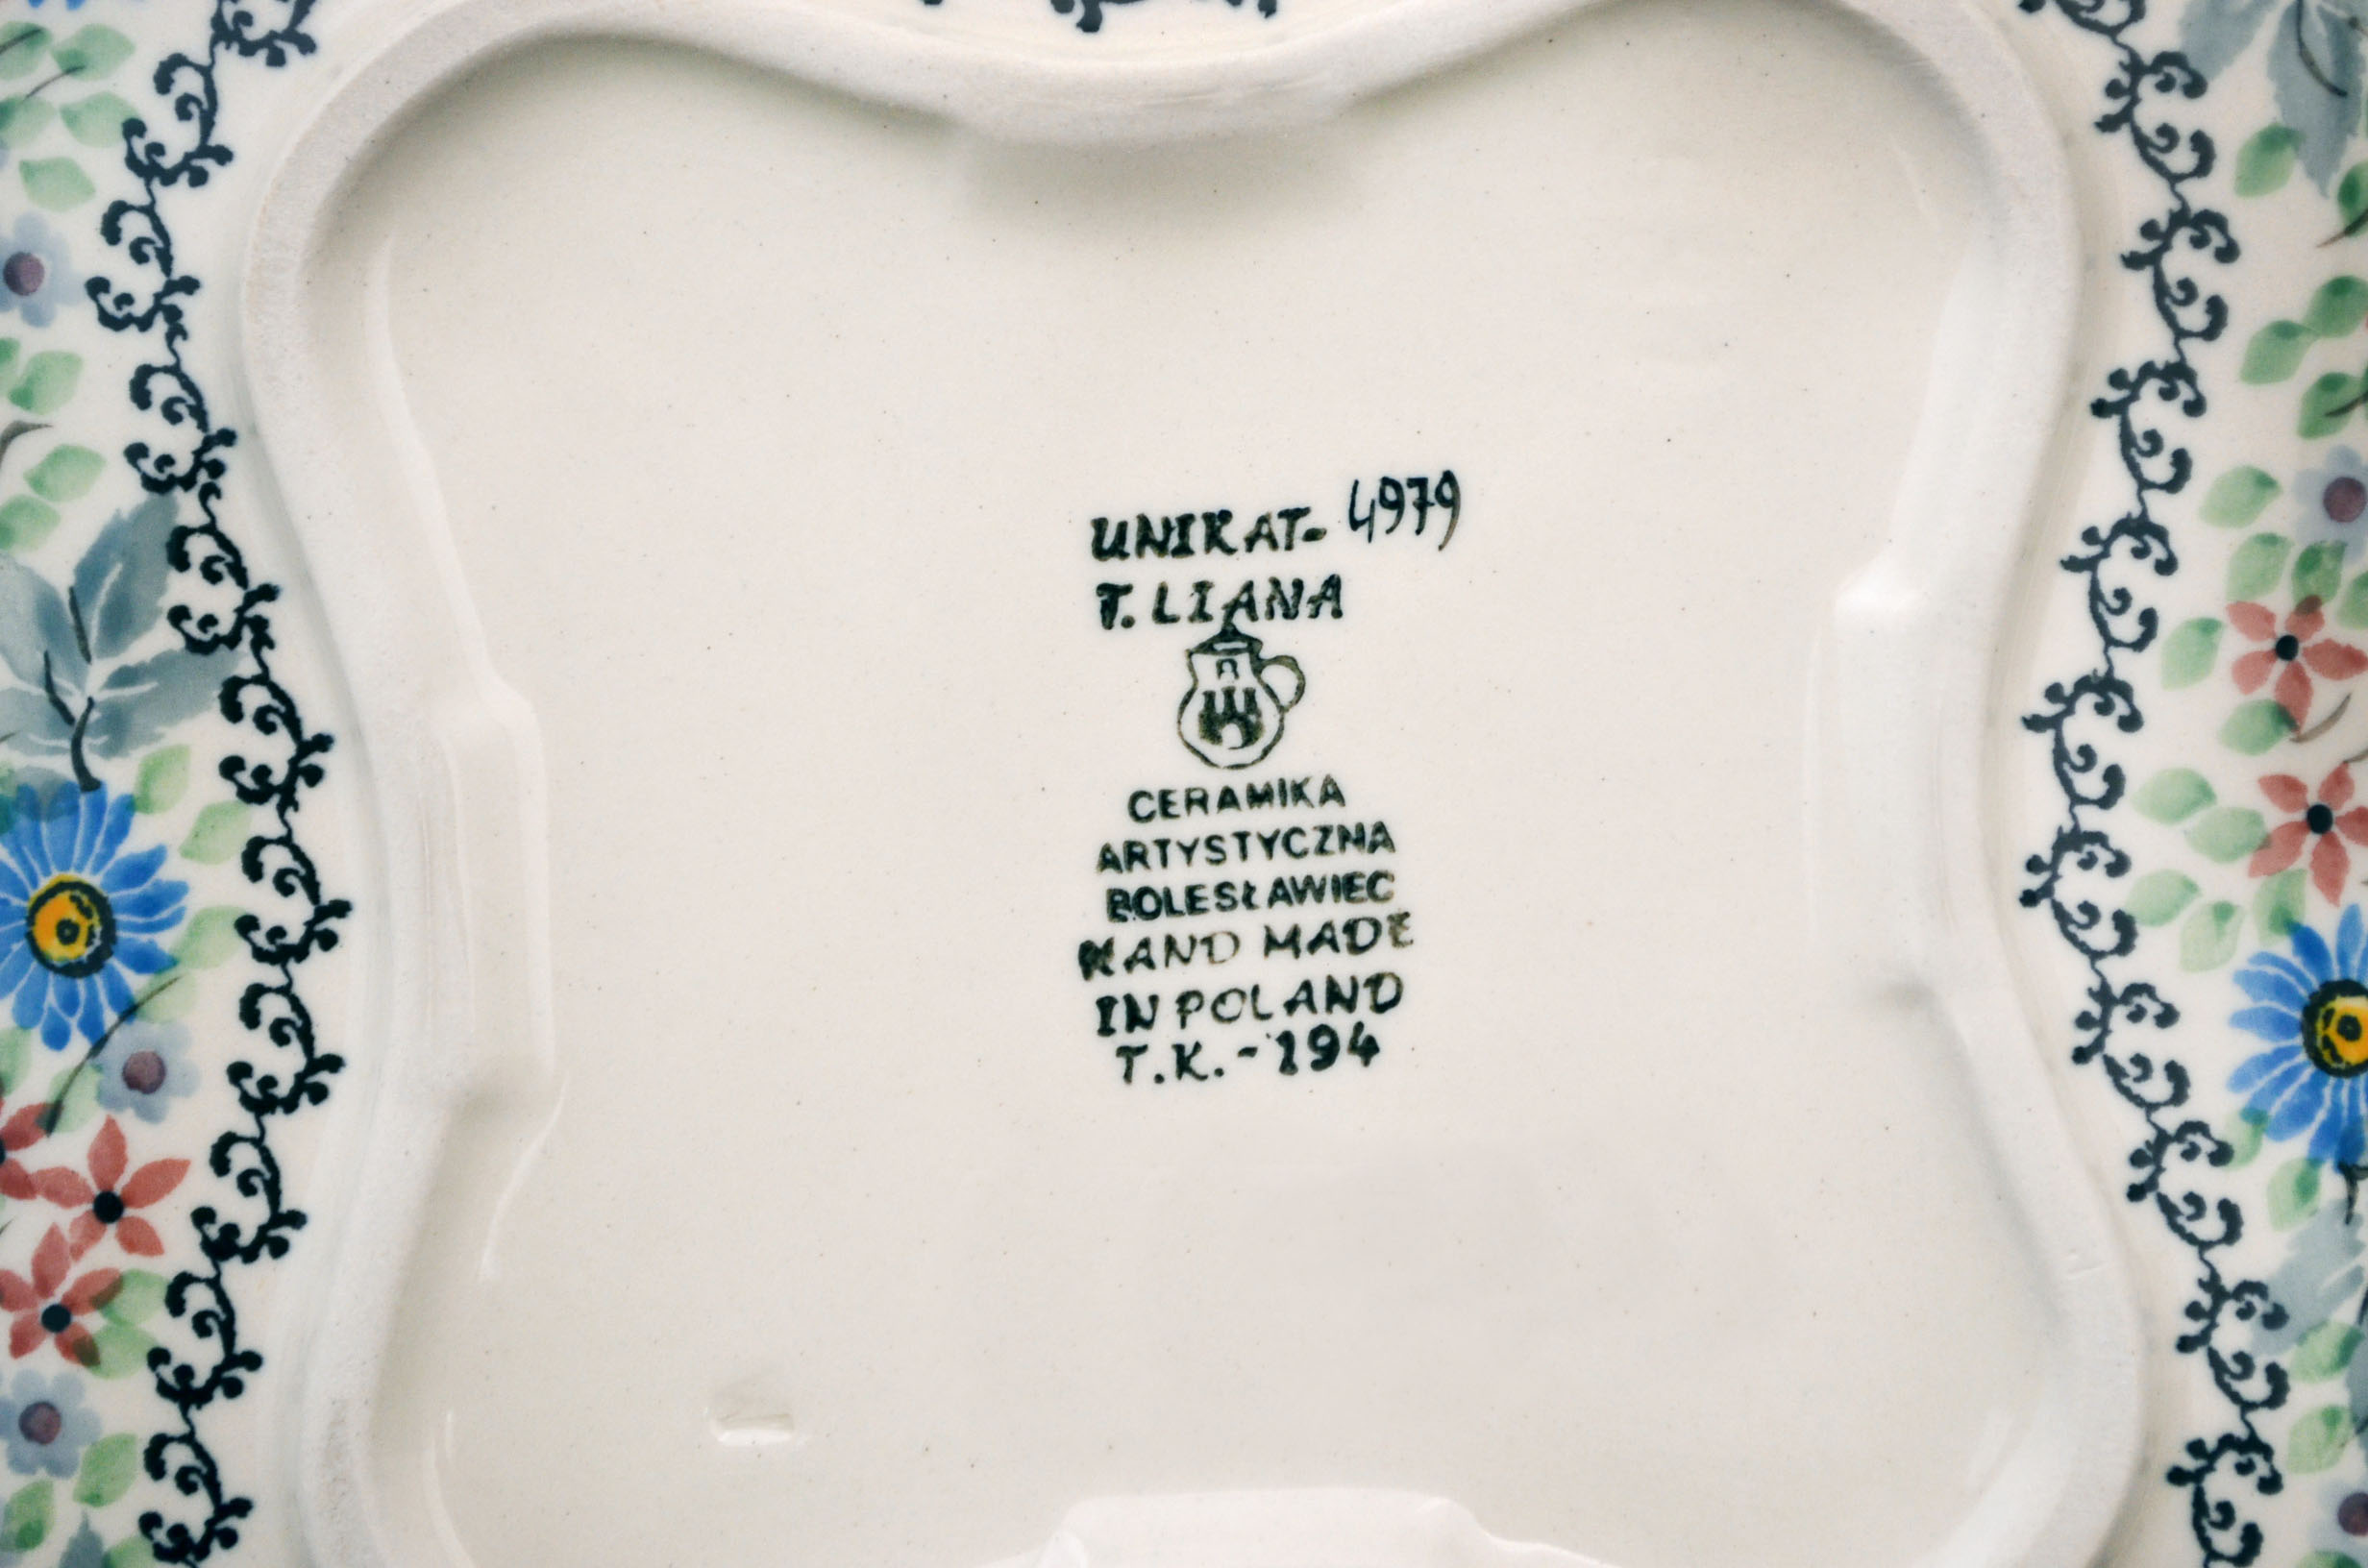 UNIKAT- 4979
T. LIANA
CERAMIKA
ARTYSTYCZNA
BOLESŁAWIEC
HAND MADE
IN POLAND
T.K.-194